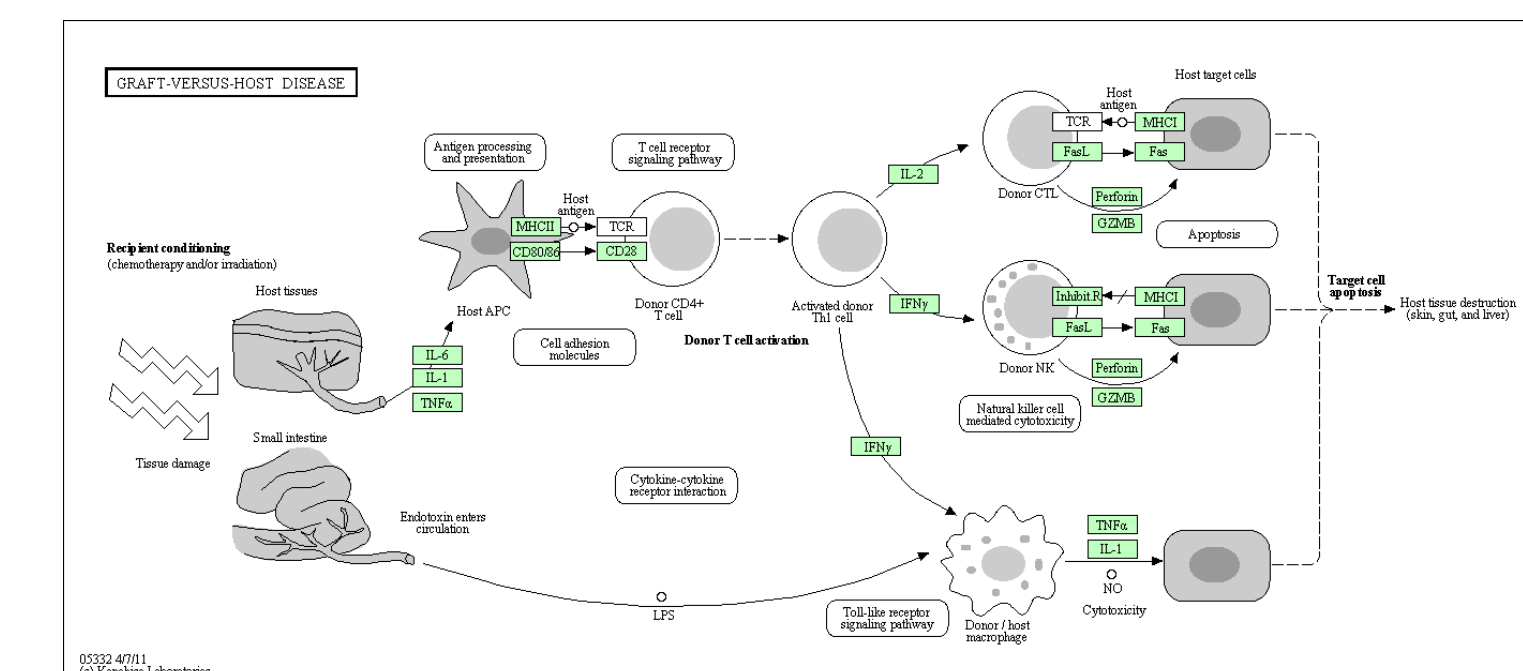 GRAFT-VERSUS-HOST DISEASE
Antigen processing
and presentation
T cell receptor
signaling pathway
Host target cells
Host
antigen
TCR
MHCI
FasL
Fas
IL-2
Donor CTL
Perforin
GZMB
Apoptosis
Host
antigen
MHCII
TCR
CD80/86
CD28
Recipient conditioning
(chemotherapy and/or irradiation)
Host tissues
Host APC
Donor CD4+
T cell
Activated donor
Th1 cell
IFNγ
Inhibit.R
MHCI
FasL
Fas
Target cell
apoptosis
Host tissue destruction
(skin, gut, and liver)
Cell adhesion
molecules
Donor T cell activation
IL-6
IL-1
TNFα
Donor NK
Perforin
GZMB
Natural killer cell
mediated cytotoxicity
Small intestine
Tissue damage
IFNγ
Cytokine-cytokine
receptor interaction
Endotoxin enters
circulation
TNFα
IL-1
NO
Cytotoxicity
LPS
Toll-like receptor
signaling pathway
Donor / host
macrophage
05332 4/7/11
(c) Kanehisa Laboratories